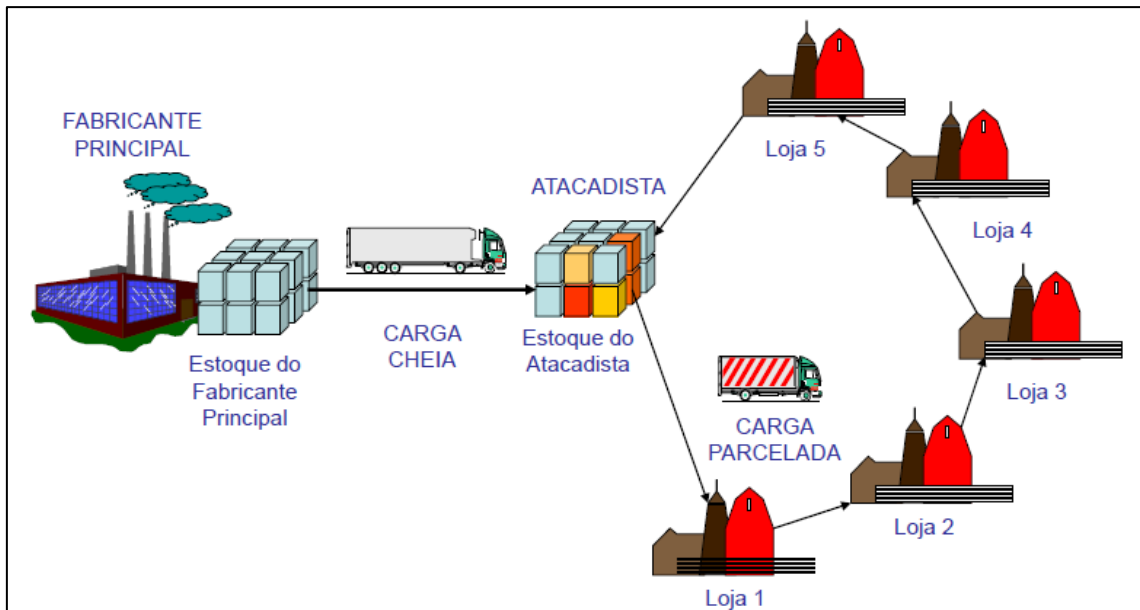 FABRICANTE
PRINCIPAL
Estoque do
Fabricante
Principal
CARGA
CHEIA
ATACADISTA
Estoque do
Atacadista
CARGA
PARCELADA
Loja 1
Loja 2
Loja 3
Loja 4
Loja 5